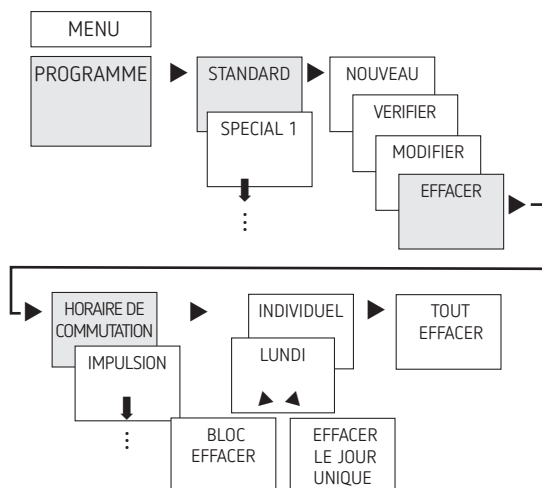 MENU
PROGRAMME
STANDARD
SPECIAL 1
NOUVEAU
VERIFIER
MODIFIER
EFFACER
HORAIRE DE
COMMUTATION
IMPULSION
INDIVIDUEL
LUNDI
TOUT
EFFACER
BLOC
EFFACER
EFFACER
LE JOUR
UNIQUE